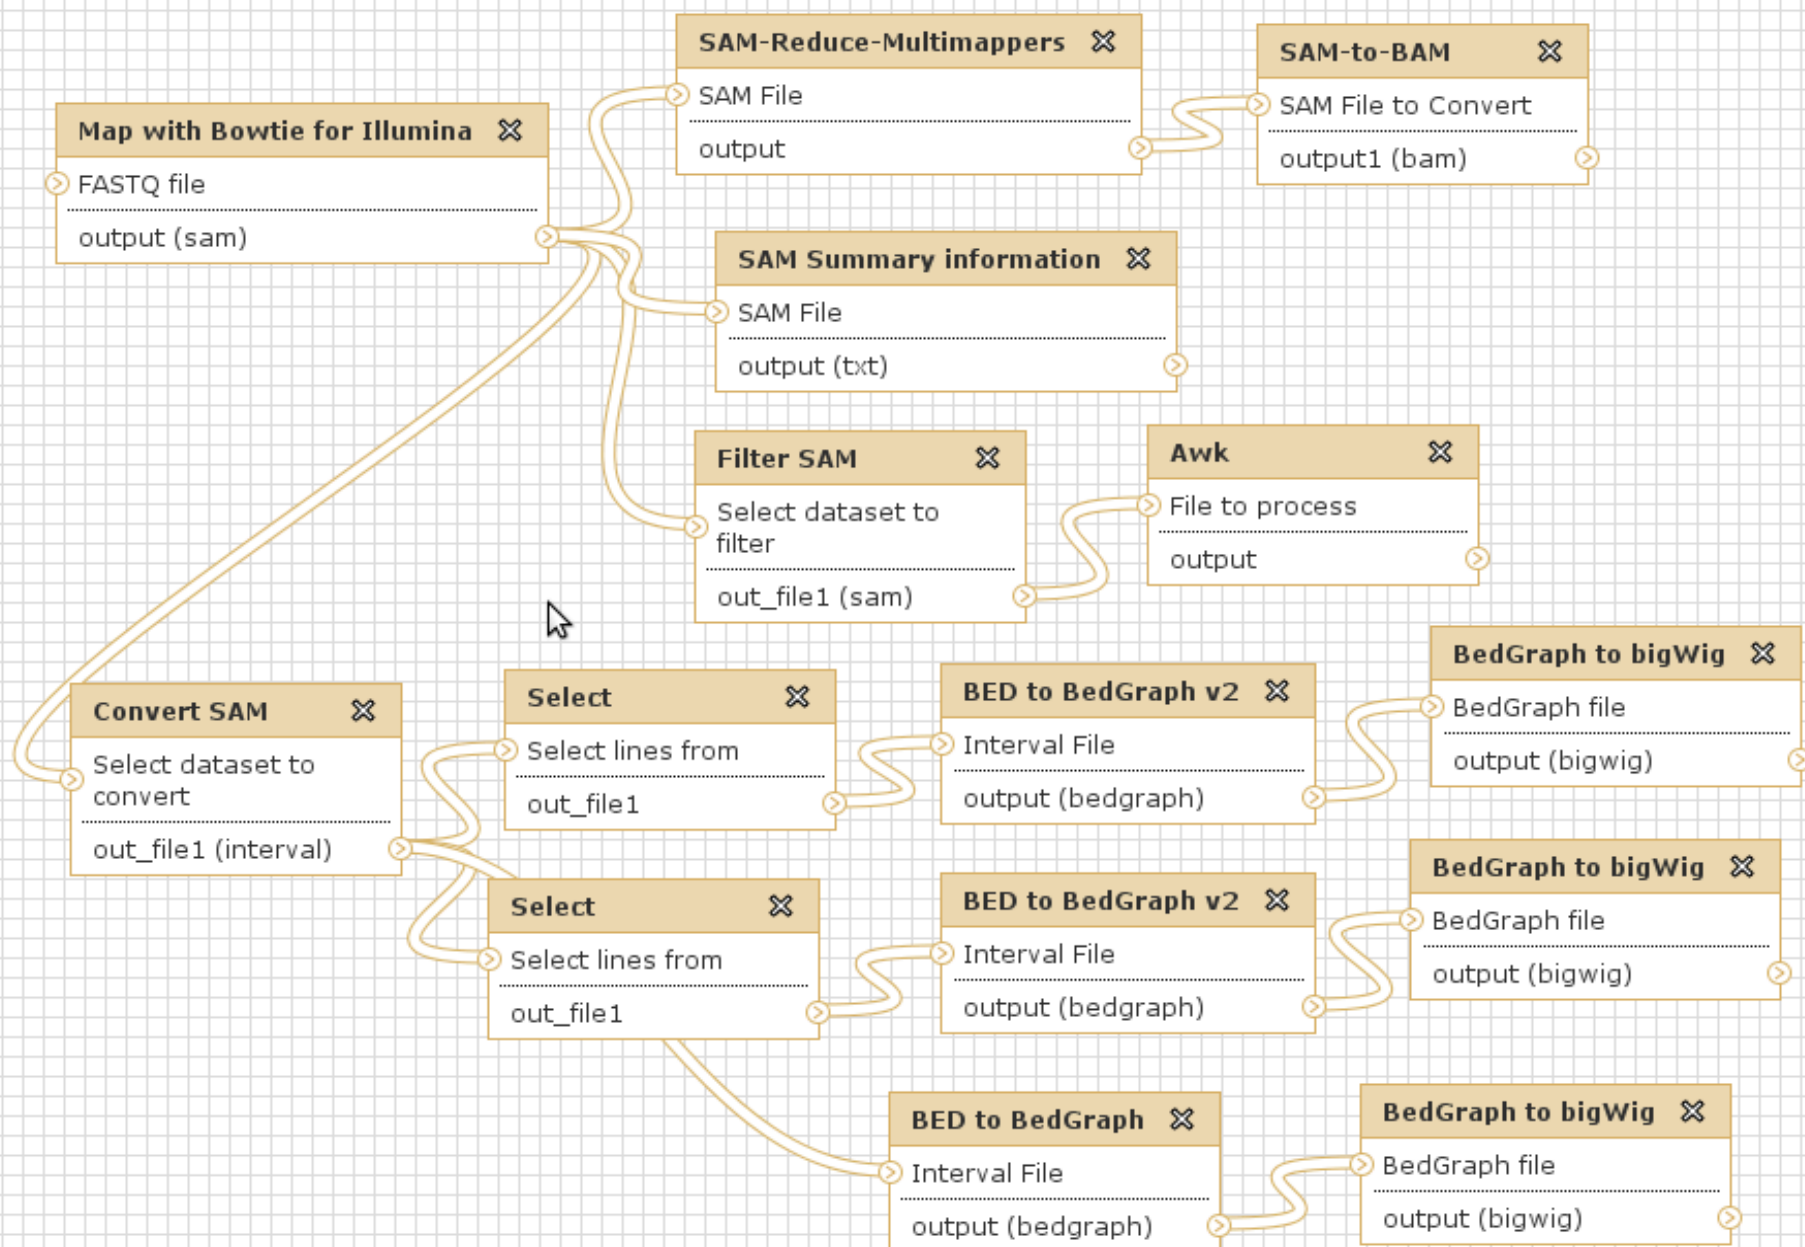 Map with Bowtie for Illumina
FASTQ file
output (sam)
SAM-Reduce-Multimappers
SAM File
output
SAM-to-BAM
SAM File to Convert
output1 (bam)
SAM Summary information
SAM File
output (txt)
Filter SAM
Select dataset to
filter
out_file1 (sam)
Awk
File to process
output
Convert SAM
Select dataset to
convert
out_file1 (interval)
Select
Select lines from
out_file1
BED to BedGraph v2
Interval File
output (bedgraph)
BedGraph to bigWig
BedGraph file
output (bigwig)
Select
Select lines from
out_file1
BED to BedGraph v2
Interval File
output (bedgraph)
BedGraph to bigWig
BedGraph file
output (bigwig)
BED to BedGraph
Interval File
output (bedgraph)
BedGraph to bigWig
BedGraph file
output (bigwig)